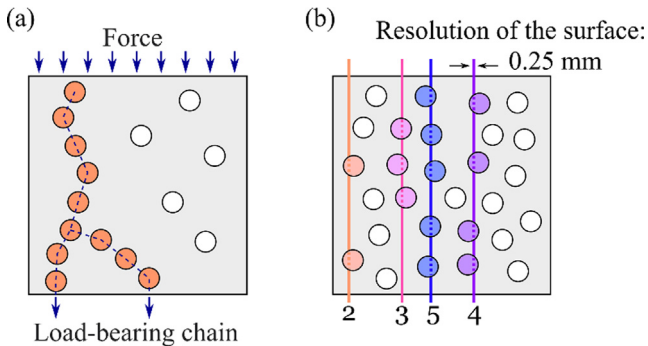 (a)
Force
Load-bearing chain
(b)
Resolution of the surface:
0.25 mm
2 3 5 4